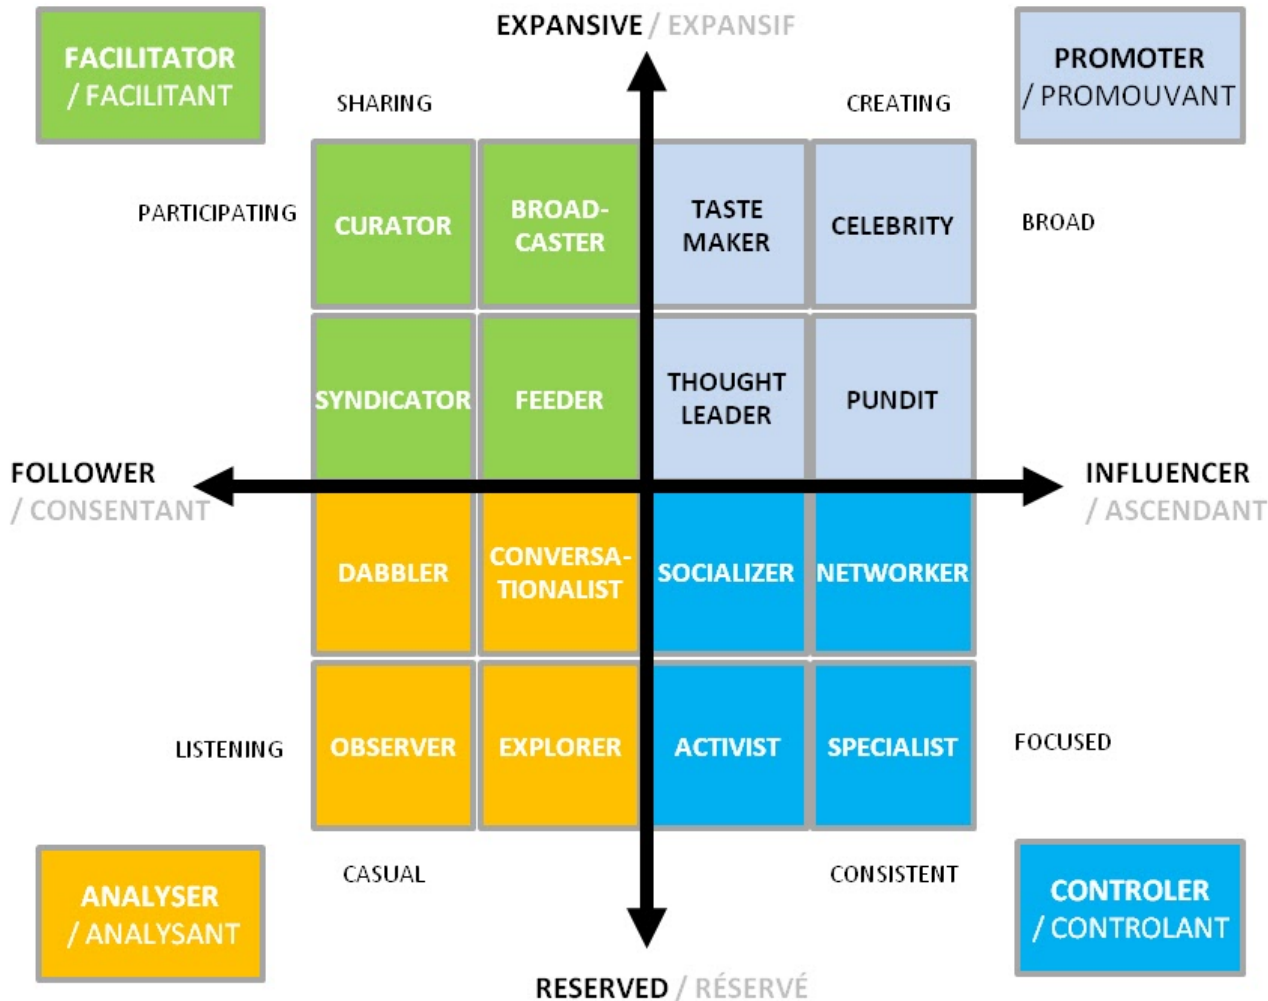 EXPANSIVE / EXPANSIF
FACILITATOR
/ FACILITANT
PROMOTER
/ PROMOUVANT
SHARING
CREATING
PARTICIPATING
CURATOR
BROAD-
CASTER
TASTE
MAKER
CELEBRITY
BROAD
SYNDICATOR
FEEDER
THOUGHT
LEADER
PUNDIT
FOLLOWER
/ CONSENTANT
INFLUENCER
/ ASCENDANT
DABBLER
CONVERSA-
TIONALIST
SOCIALIZER
NETWORKER
LISTENING
OBSERVER
EXPLORER
ACTIVIST
SPECIALIST
FOCUSED
CASUAL
CONSISTENT
ANALYSER
/ ANALYSANT
CONTROLER
/ CONTROLANT
RESERVED / RÉSERVÉ